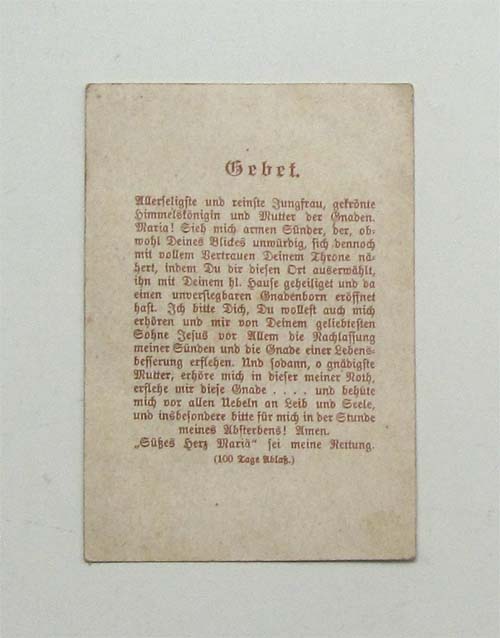 Gebet.
Allerseligste und reinste Jungfrau, gekrönte
Himmelskönigin und Mutter der Gnaden.
Maria! Sieh mich armen Sünder, der, ob-
wohl Deines Blickes unwürdig, sich dennoch
mit vollem Vertrauen Deinem Throne nä-
hert, indem Du dir diesen Ort auserwählt,
ihn mit Deinem hl. Hause geheiliget und da
einen unversiegbaren Gnadenborn eröffnet
hast. Ich bitte Dich, Du wollest auch mich
erhören und mir von Deinem geliebtesten
Sohne Jesus vor Allem die Nachlassung
meiner Sünden und die Gnade einer Lebens-
besserung erflehen. Und sodann, o gnädigste
Mutter, erhöre mich in dieser meiner Noth,
erflehe mir diese Gnade . . . . und behüte
mich vor allen Uebeln an Leib und Seele,
und insbesondere bitte für mich in der Stunde
meines Absterbens! Amen.
„Süßes Herz Mariä“ sei meine Rettung.
(100 Tage Ablaß.)